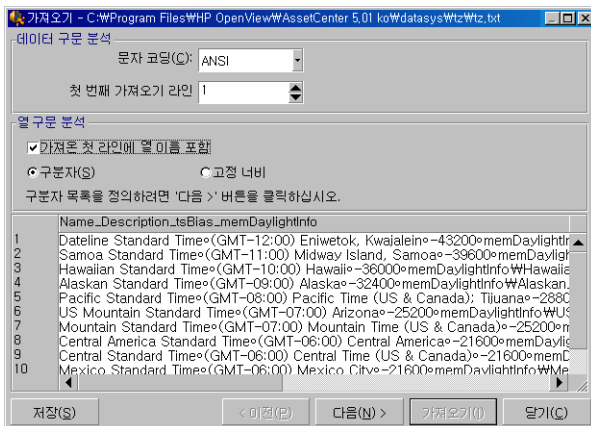 가져오기 - C:₩Program Files₩HP OpenView₩AssetCenter 5,01 ko₩datasys₩tz₩tz,txt
데이터 구문 분석
문자 코딩(C): ANSI
첫 번째 가져오기 라인 1
열 구문 분석
가져온 첫 라인에 열 이름 포함
구분자(S) 고정 너비
구분자 목록을 정의하려면 '다음 >' 버튼을 클릭하십시오.
Name_Description_tsBias_memDaylightInfo
1 Dateline Standard Time¤(GMT-12:00) Eniwetok, Kwajalein¤-43200¤memDaylightIr
2 Samoa Standard Time¤(GMT-11:00) Midway Island, Samoa¤-39600¤memDayligh
3 Hawaiian Standard Time¤(GMT-10:00) Hawaii¤-36000¤memDaylightInfo₩Hawaiia
4 Alaskan Standard Time¤(GMT-09:00) Alaska¤-32400¤memDaylightInfo₩Alaskan
5 Pacific Standard Time¤(GMT-08:00) Pacific Time (US & Canada); Tijuana¤-2880
6 US Mountain Standard Time¤(GMT-07:00) Arizona¤-25200¤memDaylightInfo₩US
7 Mountain Standard Time¤(GMT-07:00) Mountain Time (US & Canada)¤-25200¤m
8 Central America Standard Time¤(GMT-06:00) Central America¤-21600¤memDayli
9 Central Standard Time¤(GMT-06:00) Central Time (US & Canada)¤-21600¤memD
10 Mexico Standard Time¤(GMT-06:00) Mexico City¤-21600¤memDaylightInfo₩Me
저장(S) < 이전(P) 다음(N) > 가져오기(I) 닫기(C)